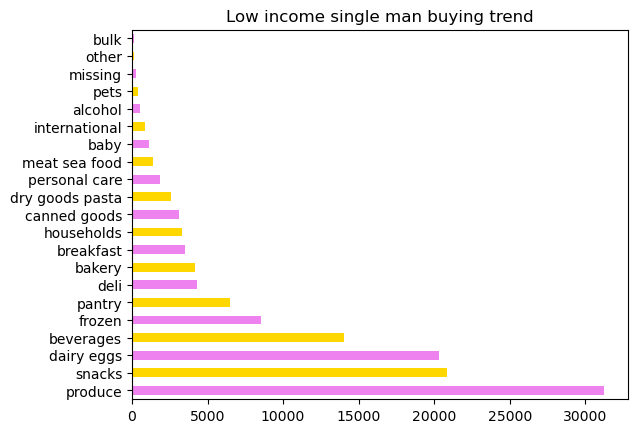 Low income single man buying trend
bulk
other
missing
pets
alcohol
international
baby
meat sea food
personal care
dry goods pasta
canned goods
households
breakfast
bakery
deli
pantry
frozen
beverages
dairy eggs
snacks
produce
0 5000 10000 15000 20000 25000 30000